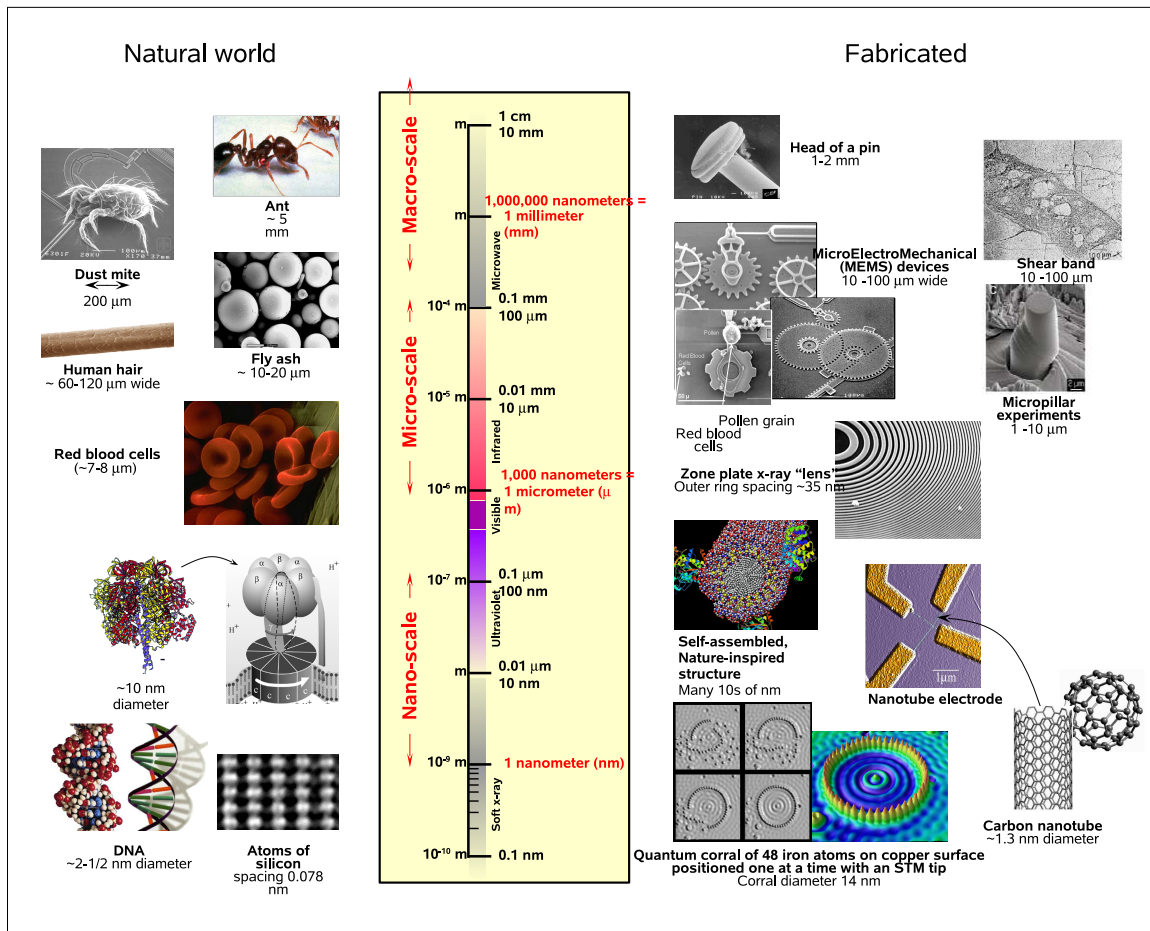 Natural world
Fabricated
Ant
~ 5
mm
Dust mite
200 μm
Human hair
~ 60-120 μm wide
Fly ash
~ 10-20 μm
Red blood cells
(~7-8 μm)
~10 nm
diameter
DNA
~2-1/2 nm diameter
Atoms of
silicon
spacing 0.078
nm
100μm
X170 37mm
H+
H+
α
β
β
α
α
β
C
C
C
C
Macro-scale
Micro-scale
Nano-scale
m
1 cm
10 mm
1,000,000 nanometers =
m
1 millimeter
(mm)
Microwave
10-4 m
0.1 mm
100 μm
10-5 m
0.01 mm
10 μm
Infrared
1,000 nanometers =
10-6 m
1 micrometer (μ
m)
Visible
10-7 m
0.1 μm
100 nm
Ultraviolet
m
0.01 μm
10 nm
10-9 m
1 nanometer (nm)
Soft x-ray
10-10 m
0.1 nm
Head of a pin
1-2 mm
MicroElectroMechanical
(MEMS) devices
10 -100 μm wide
Shear band
10 -100 μm
Pollen
Red Blood
Cells
Pollen grain
Red blood
cells
2 μm
Micropillar
experiments
1 -10 μm
Zone plate x-ray “lens”
Outer ring spacing ~35 nm
Self-assembled,
Nature-inspired
structure
Many 10s of nm
1μm
Nanotube electrode
Carbon nanotube
~1.3 nm diameter
Quantum corral of 48 iron atoms on copper surface
positioned one at a time with an STM tip
Corral diameter 14 nm